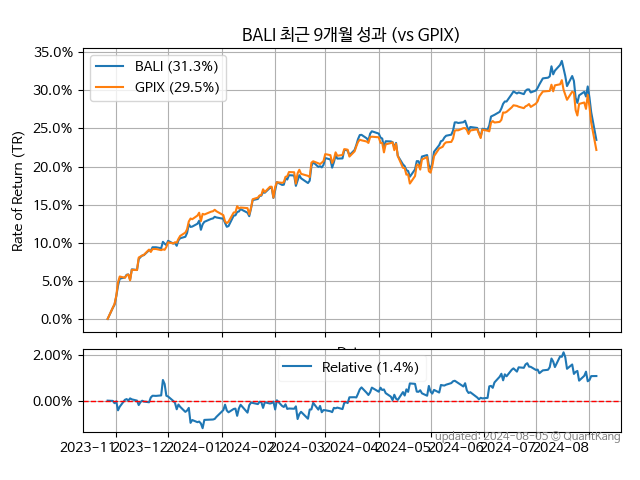 BALI 최근 9개월 성과 (vs GPIX)
35.0%
30.0%
25.0%
20.0%
15.0%
10.0%
5.0%
0.0%
Rate of Return (TR)
BALI (31.3%)
GPIX (29.5%)
2.00%
0.00%
Relative (1.4%)
updated: 2024-08-05 © QuantKang
2023-11 2023-12 2024-01 2024-02 2024-03 2024-04 2024-05 2024-06 2024-07 2024-08